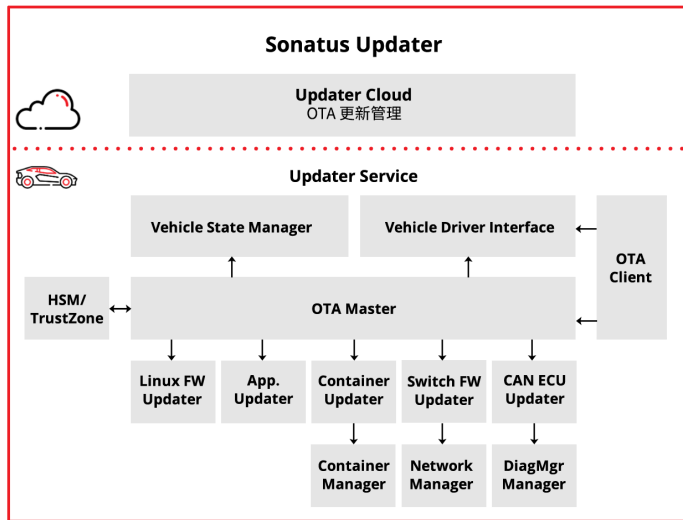 Sonatus Updater
Updater Cloud
OTA 更新管理
Updater Service
Vehicle State Manager
Vehicle Driver Interface
OTA
Client
HSM/
TrustZone
OTA Master
Linux FW
Updater
App.
Updater
Container
Updater
Switch FW
Updater
CAN ECU
Updater
Container
Manager
Network
Manager
DiagMgr
Manager